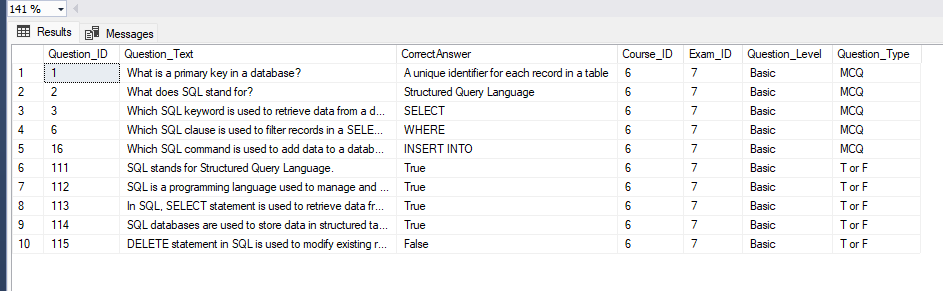 141 %
Results Messages
Question_ID Question_Text CorrectAnswer Course_ID Exam_ID Question_Level Question_Type
1 1 What is a primary key in a database? A unique identifier for each record in a table 6 7 Basic MCQ
2 2 What does SQL stand for? Structured Query Language 6 7 Basic MCQ
3 3 Which SQL keyword is used to retrieve data from a d... SELECT 6 7 Basic MCQ
4 6 Which SQL clause is used to filter records in a SELE... WHERE 6 7 Basic MCQ
5 16 Which SQL command is used to add data to a datab... INSERT INTO 6 7 Basic MCQ
6 111 SQL stands for Structured Query Language. True 6 7 Basic T or F
7 112 SQL is a programming language used to manage and ... True 6 7 Basic T or F
8 113 In SQL, SELECT statement is used to retrieve data fr... True 6 7 Basic T or F
9 114 SQL databases are used to store data in structured ta... True 6 7 Basic T or F
10 115 DELETE statement in SQL is used to modify existing r... False 6 7 Basic T or F